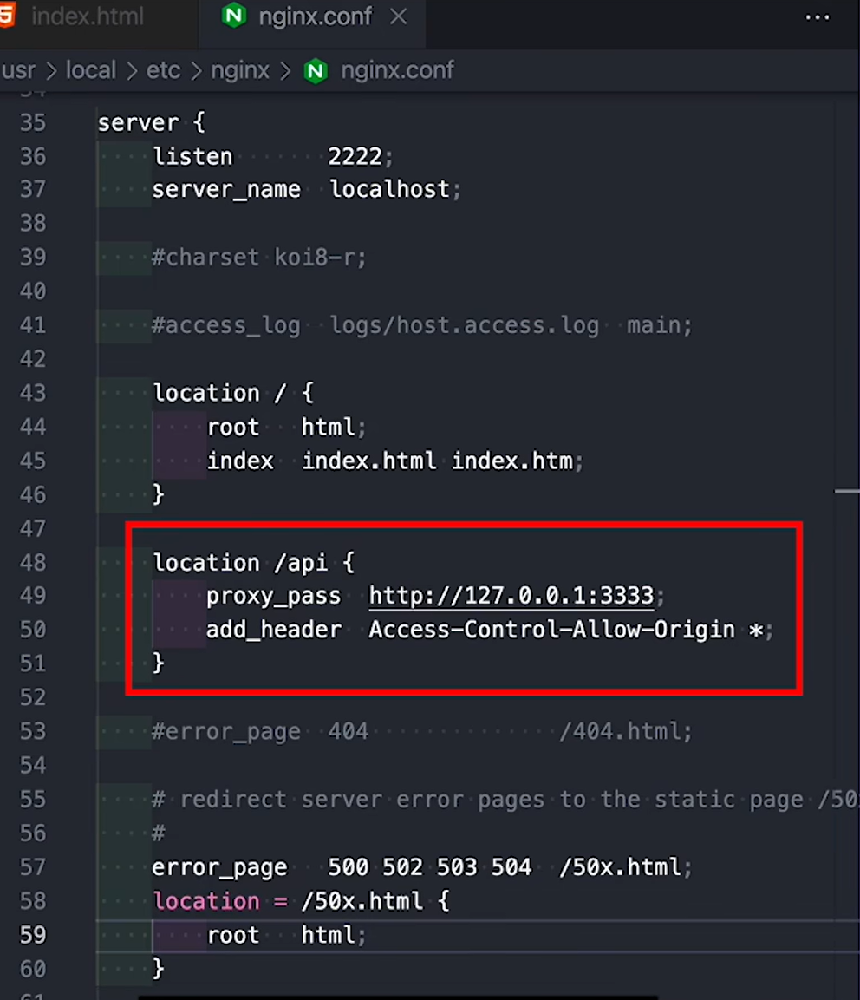 index.html
nginx.conf
usr > local > etc > nginx > nginx.conf
34
35 server {
36 listen 2222;
37 server_name localhost;
38
39 #charset koi8-r;
40
41 #access_log logs/host.access.log main;
42
43 location / {
44 root html;
45 index index.html index.htm;
46 }
47
48 location /api {
49 proxy_pass http://127.0.0.1:3333;
50 add_header Access-Control-Allow-Origin *;
51 }
52
53 #error_page 404 /404.html;
54
55 # redirect server error pages to the static page /50
56 #
57 error_page 500 502 503 504 /50x.html;
58 location = /50x.html {
59 root html;
60 }
61